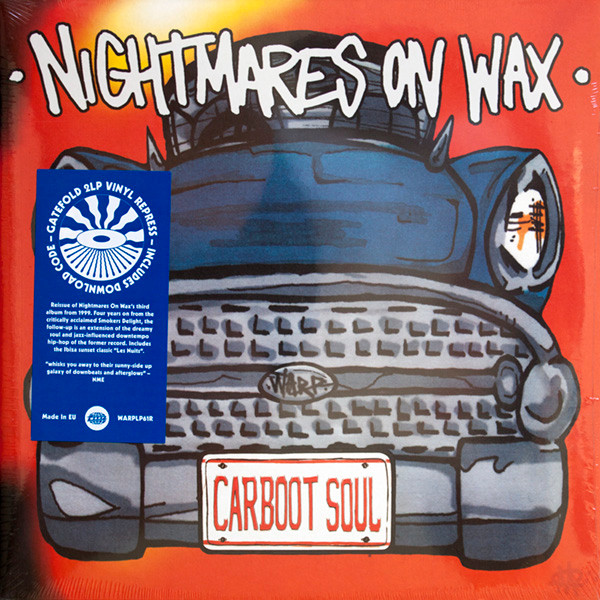 · NIGHTMARES ON WAX ·
GATEFOLD 2LP VINYL REPRESS – INCLUDES DOWNLOAD CODE –
Reissue of Nightmares On Wax's third
album from 1999. Four years on from the
critically acclaimed Smokers Delight, the
follow-up is an extension of the dreamy
soul and jazz-influenced downtempo
hip-hop of the former record. Includes
the Ibiza sunset classic "Les Nuits".
"whisks you away to their sunny-side up
galaxy of downbeats and afterglows" –
NME
Made In EU
WARPLP61R
WARP
CARBOOT SOUL